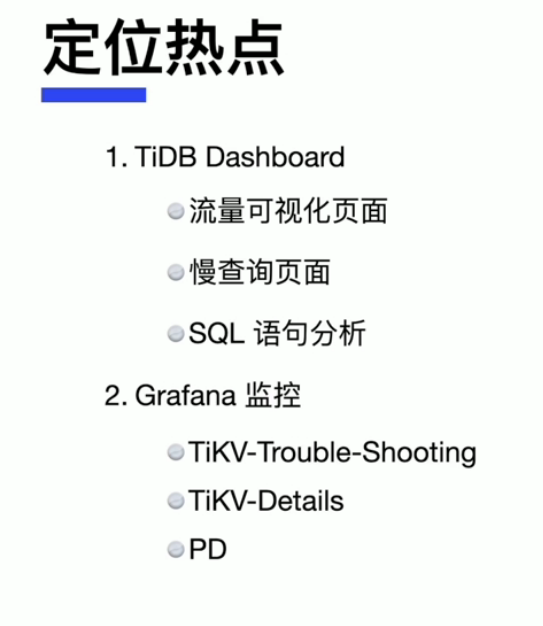 定位热点
1. TiDB Dashboard
流量可视化页面
慢查询页面
SQL 语句分析
2. Grafana 监控
TiKV-Trouble-Shooting
TiKV-Details
PD